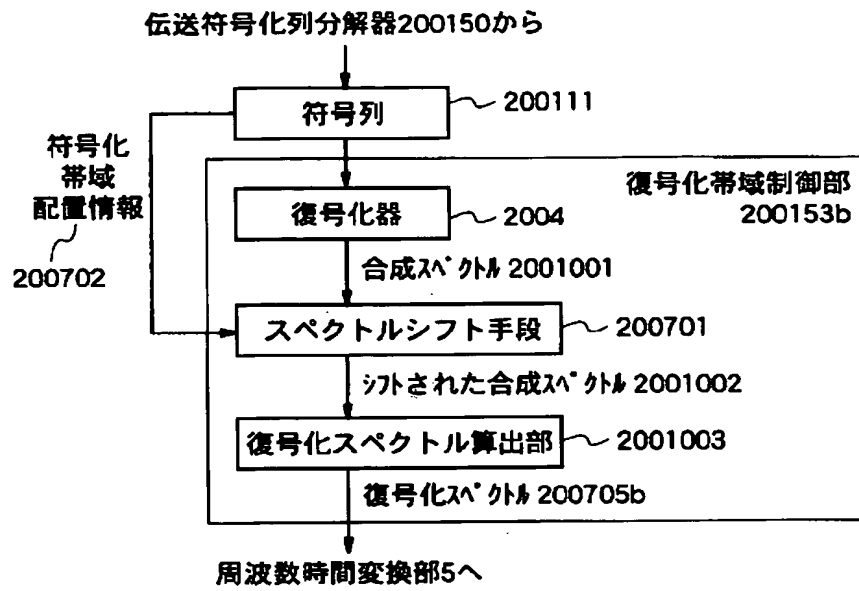 伝送符号化列分解器200150から
符号列
200111
符号化
帯域
配置情報
200702
復号化帯域制御部
200153b
復号化器
2004
合成スペクトル 2001001
スペクトルシフト手段
200701
シフトされた合成スペクトル 2001002
復号化スペクトル算出部
2001003
復号化スペクトル 200705b
周波数時間変換部5へ